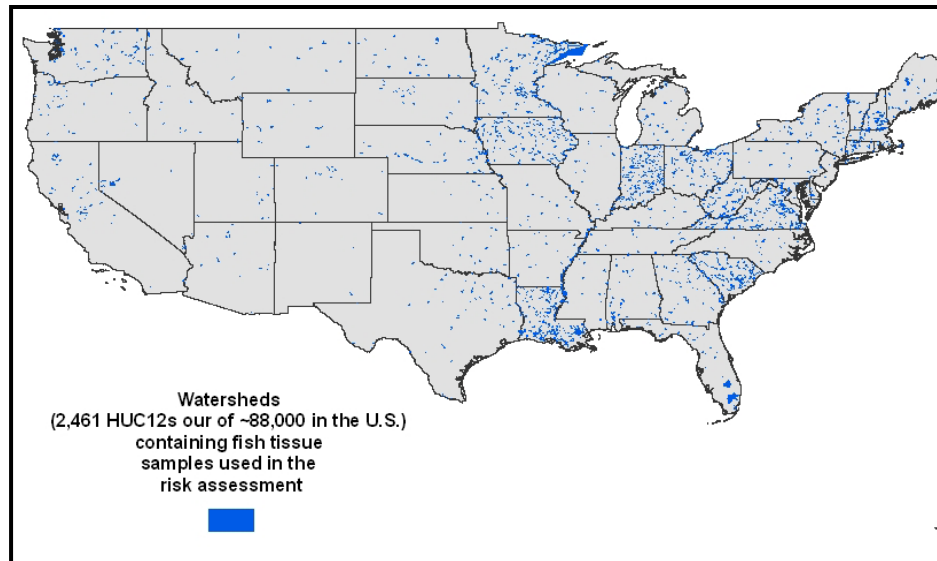 Watersheds
(2,461 HUC12s our of ~88,000 in the U.S.)
containing fish tissue
samples used in the
risk assessment